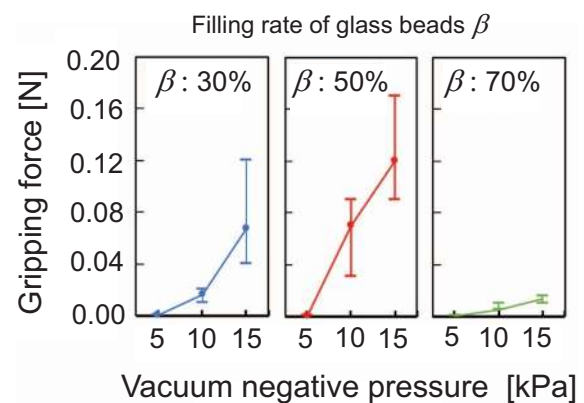 Filling rate of glass beads β
Gripping force [N]
0.20
0.16
0.12
0.08
0.04
0.00
β : 30%
β : 50%
β : 70%
5 10 15
5 10 15
5 10 15
Vacuum negative pressure [kPa]